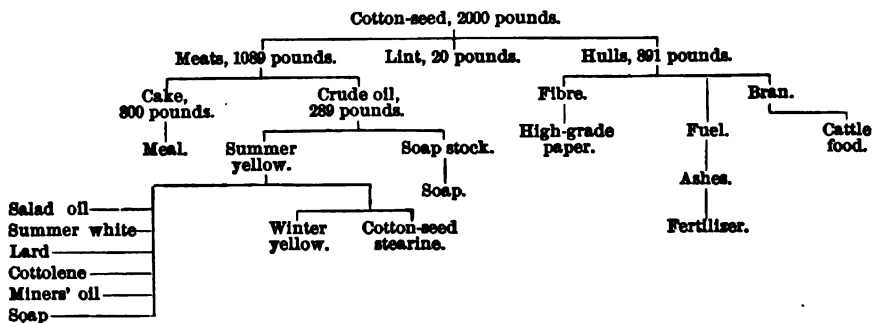 Cotton-seed, 2000 pounds.
Meats, 1089 pounds. Lint, 20 pounds. Hulls, 891 pounds.
Cake, Crude oil, Fibre. Bran.
800 pounds. 289 pounds.
High-grade Fuel. Cattle
paper. food.
Meal. Summer Soap stock.
yellow.
Ashes.
Soap.
Salad oil
Summer white Winter Cotton-seed Fertiliser.
yellow. stearine.
Lard
Cottolene
Miners' oil
Soap